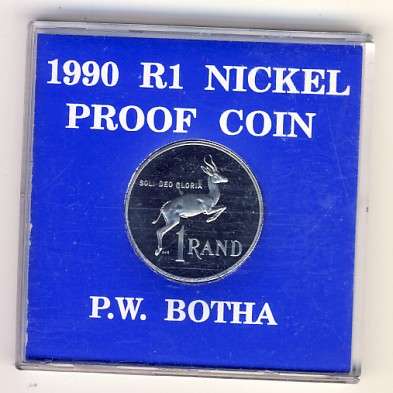 1990 R1 NICKEL
PROOF COIN
SOLI DEO GLORIA
1 RAND
P.W. BOTHA